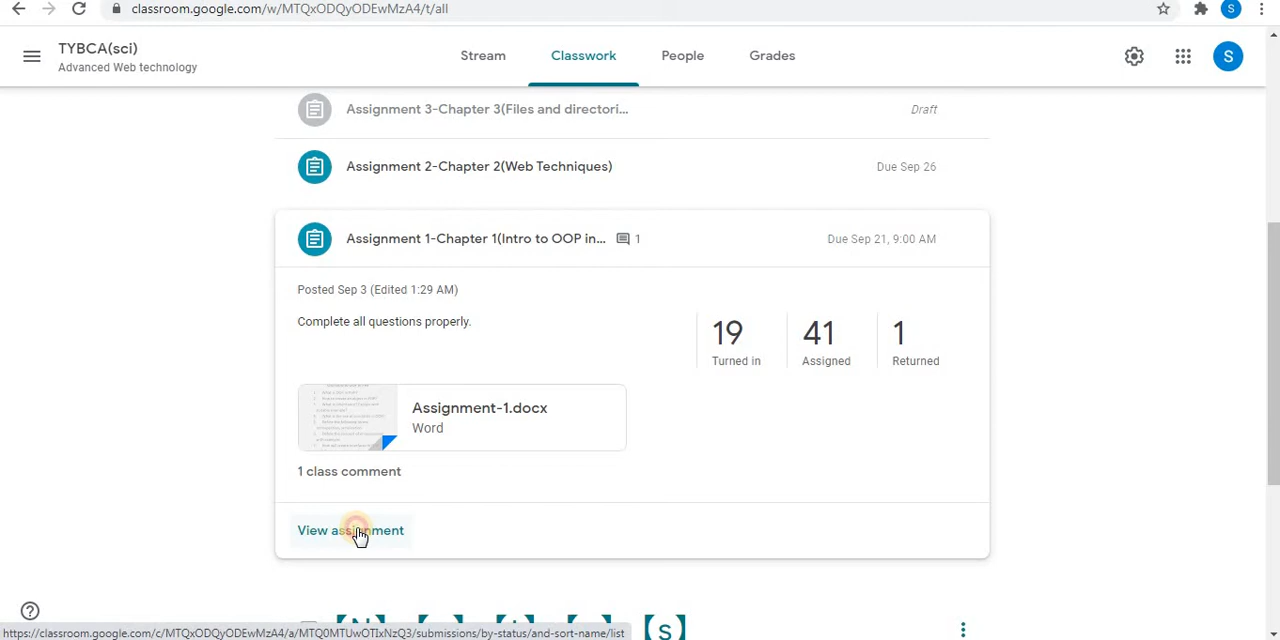 classroom.google.com/w/MTQxODQyODEwMzA4/t/all
S
TYBCA(sci)
Advanced Web technology
Stream
Classwork
People
Grades
S
Assignment 3-Chapter 3(Files and directori...
Draft
Assignment 2-Chapter 2(Web Techniques)
Due Sep 26
Assignment 1-Chapter 1(Intro to OOP in...
1
Due Sep 21, 9:00 AM
Posted Sep 3 (Edited 1:29 AM)
Complete all questions properly.
19
Turned in
41
Assigned
1
Returned
Assignment-1.docx
Word
1 class comment
View assignment
https://classroom.google.com/c/MTQxODQyODEwMzA4/a/MTQ0MTUwOTIxNzQ3/submissions/by-status/and-sort-name/list